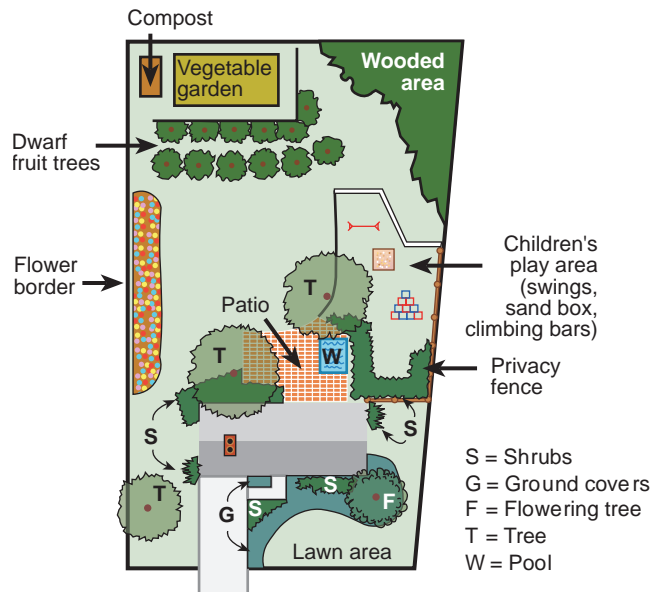 Compost
Wooded
area
Vegetable
garden
Dwarf
fruit trees
Children's
play area
(swings,
sand box,
climbing bars)
Flower
border
T
Patio
T
W
Privacy
fence
S
S
T
S
S
F
G
Lawn area
S = Shrubs
G = Ground covers
F = Flowering tree
T = Tree
W = Pool